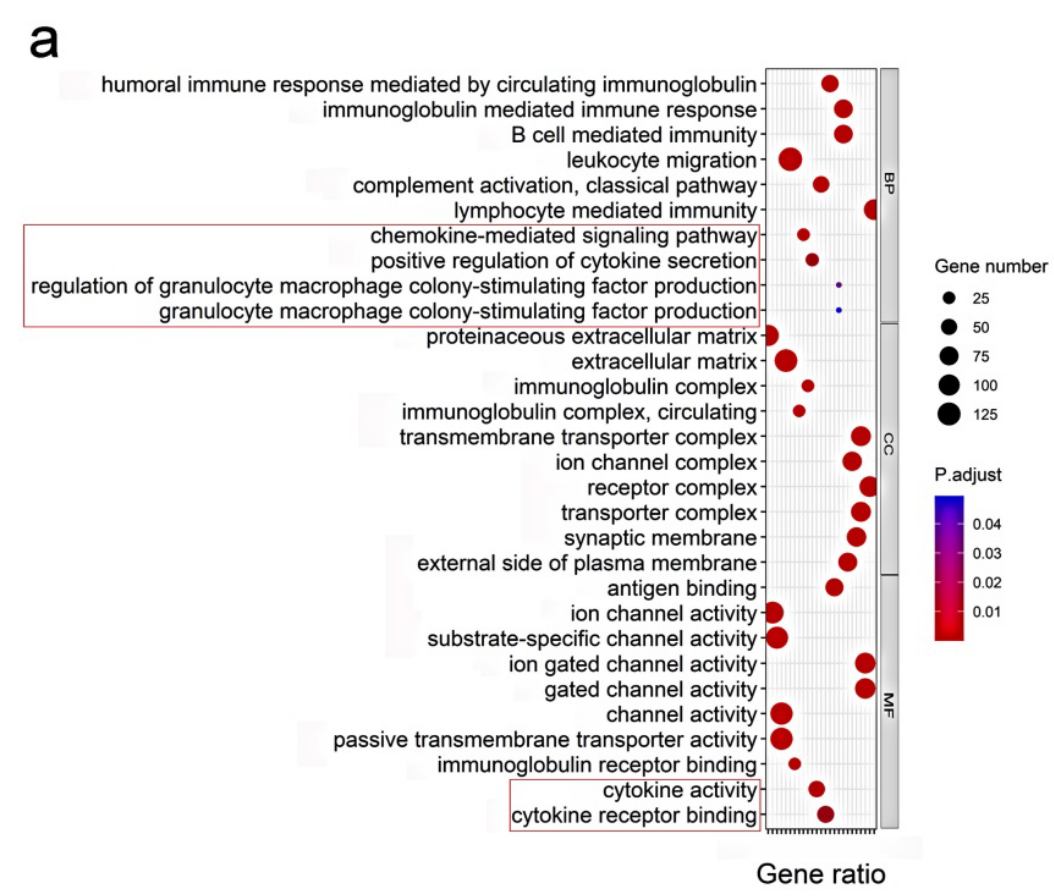 a
humoral immune response mediated by circulating immunoglobulin
immunoglobulin mediated immune response
B cell mediated immunity
leukocyte migration
complement activation, classical pathway
lymphocyte mediated immunity
chemokine-mediated signaling pathway
positive regulation of cytokine secretion
regulation of granulocyte macrophage colony-stimulating factor production
granulocyte macrophage colony-stimulating factor production
proteinaceous extracellular matrix
extracellular matrix
immunoglobulin complex
immunoglobulin complex, circulating
transmembrane transporter complex
ion channel complex
receptor complex
transporter complex
synaptic membrane
external side of plasma membrane
antigen binding
ion channel activity
substrate-specific channel activity
ion gated channel activity
gated channel activity
channel activity
passive transmembrane transporter activity
immunoglobulin receptor binding
cytokine activity
cytokine receptor binding
BP
CC
MF
Gene ratio
Gene number
25
50
75
100
125
P.adjust
0.04
0.03
0.02
0.01